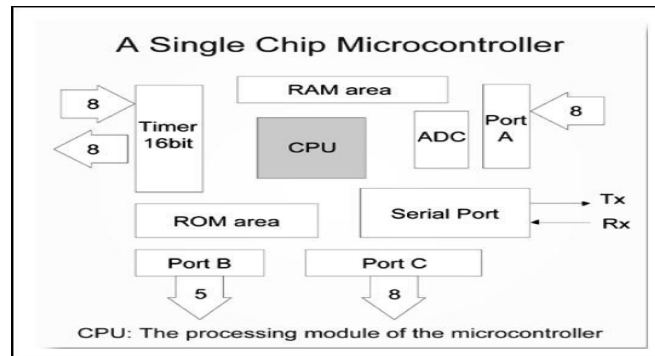 A Single Chip Microcontroller
RAM area
8
8
Timer
16bit
CPU
ADC
Port
A
8
ROM area
Serial Port
Tx
Rx
Port B
Port C
5
8
CPU: The processing module of the microcontroller